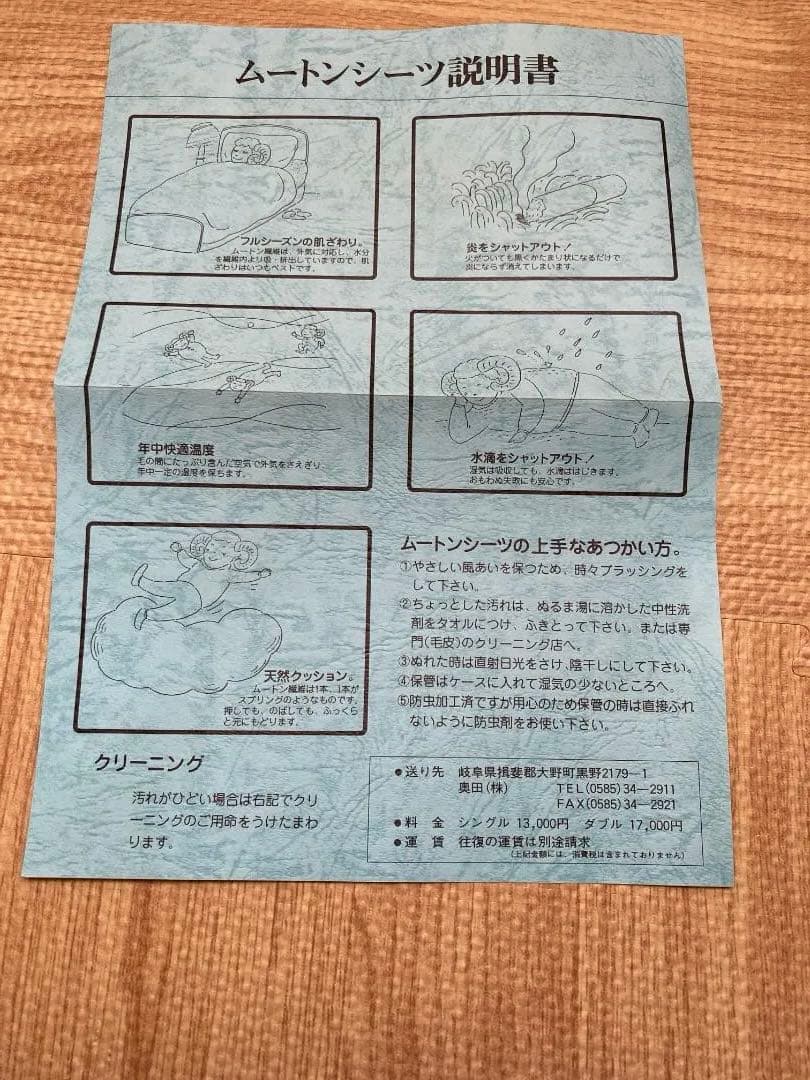 ムートンシーツ説明書
フルシーズンの肌ざわり。
ムートン繊維は、外気に対応し、水分
を繊維内より吸・排出していますので、肌
ざわりはいつもベストです。
炎をシャットアウト!
火がついても黒くかたまり状になるだけで
炎にならず消えてしまいます。
年中快適温度
毛の間にたっぷり含んだ空気で外気をさえぎり、
年中一定の温度を保ちます。
水滴をシャットアウト!
湿気は吸収しても、水滴ははじきます。
おもわぬ失敗にも安心です。
天然クッション。
ムートン繊維は1本、1本が
スプリングのようなものです。
押しても、のばしても、ふっくら
と元にもどります。
ムートンシーツの上手なあつかい方。
①やさしい風あいを保つため、時々ブラッシングを
して下さい。
②ちょっとした汚れは、ぬるま湯に溶かした中性洗
剤をタオルにつけ、ふきとって下さい。または専
門(毛皮)のクリーニング店へ。
③ぬれた時は直射日光をさけ、陰干しにして下さい。
④保管はケースに入れて湿気の少ないところへ。
⑤防虫加工済ですが用心のため保管の時は直接ふれ
ないように防虫剤をお使い下さい。
クリーニング
汚れがひどい場合は右記でクリ
ーニングのご用命をうけたまわ
ります。
●送り先 岐阜県揖斐郡大野町黒野2179-1
奥田(株) TEL(0585)34-2911
FAX(0585)34-2921
●料 金 シングル 13,000円 ダブル 17,000円
●運 賃 往復の運賃は別途請求
(上記金額には、消費税は含まれておりません)